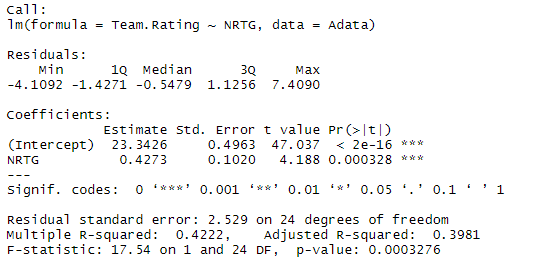 Call:
lm(formula = Team.Rating ~ NRTG, data = Adata)
Residuals:
Min 1Q Median 3Q Max
-4.1092 -1.4271 -0.5479 1.1256 7.4090
Coefficients:
Estimate Std. Error t value Pr(>|t|)
(Intercept) 23.3426 0.4963 47.037 < 2e-16 ***
NRTG 0.4273 0.1020 4.188 0.000328 ***
---
Signif. codes: 0 ‘***’ 0.001 ‘**’ 0.01 ‘*’ 0.05 ‘.’ 0.1 ‘ ’ 1
Residual standard error: 2.529 on 24 degrees of freedom
Multiple R-squared: 0.4222, Adjusted R-squared: 0.3981
F-statistic: 17.54 on 1 and 24 DF, p-value: 0.0003276